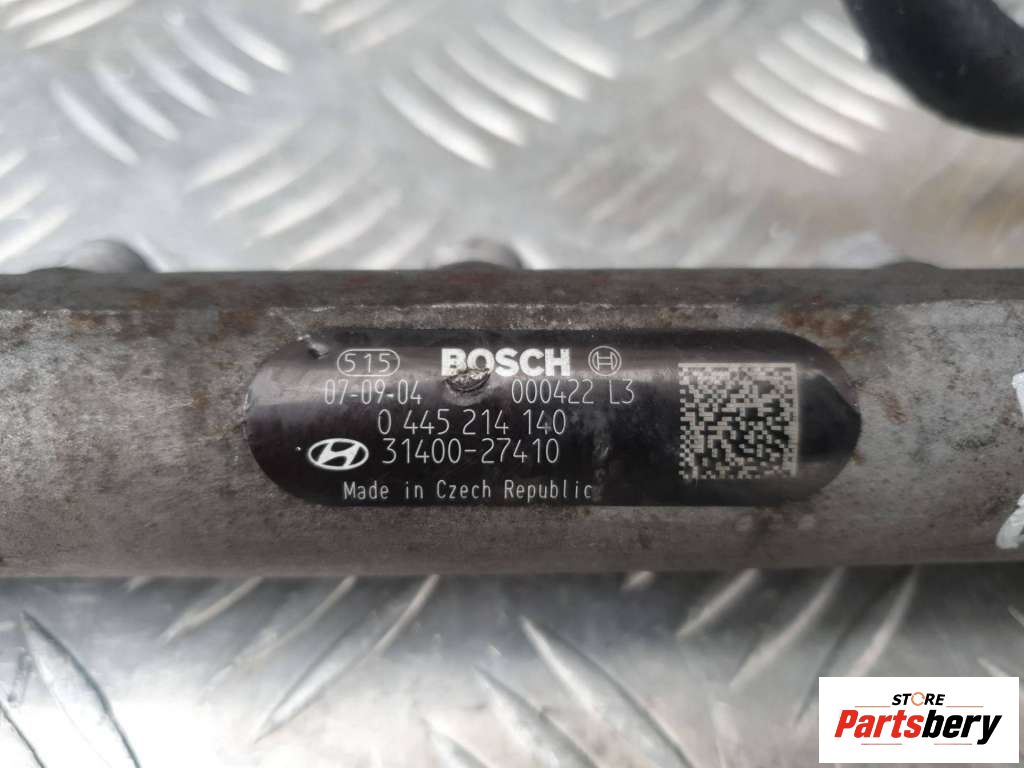 515 BOSCH
07-09-04 000422 L3
0 445 214 140
31400-27410
Made in Czech Republic
STORE
Partsbery